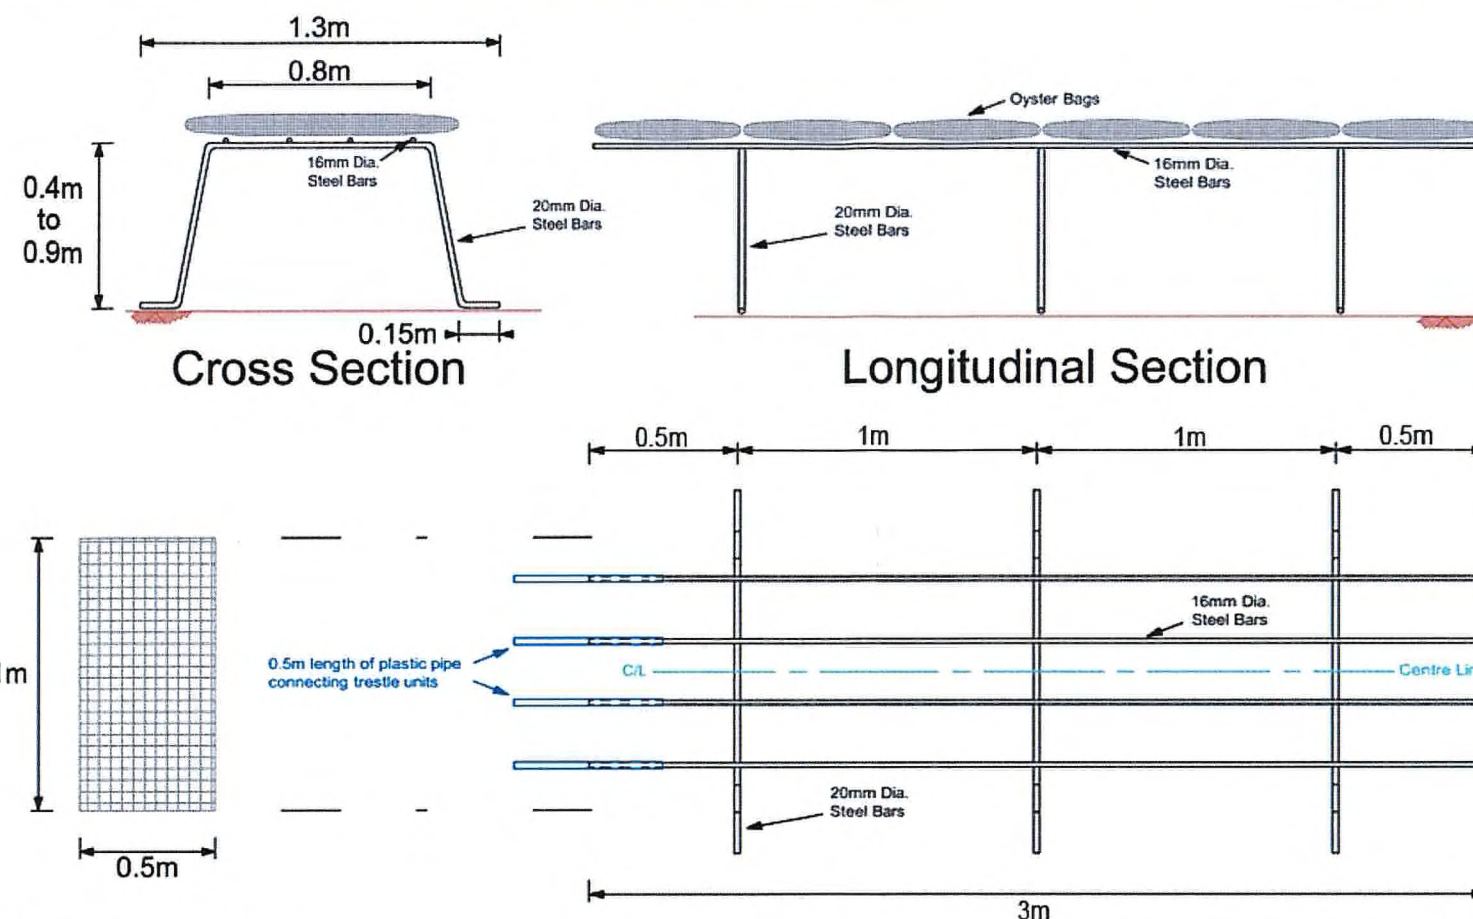 1.3m
0.8m
16mm Dia.
Steel Bars
0.4m
to
0.9m
20mm Dia.
Steel Bars
0.15m
Cross Section
Oyster Bags
16mm Dia.
Steel Bars
20mm Dia.
Steel Bars
Longitudinal Section
0.5m
1m
1m
0.5m
16mm Dia.
Steel Bars
0.5m length of plastic pipe
connecting trestle units
C/L
Centre Lin
m
20mm Dia.
Steel Bars
0.5m
3m